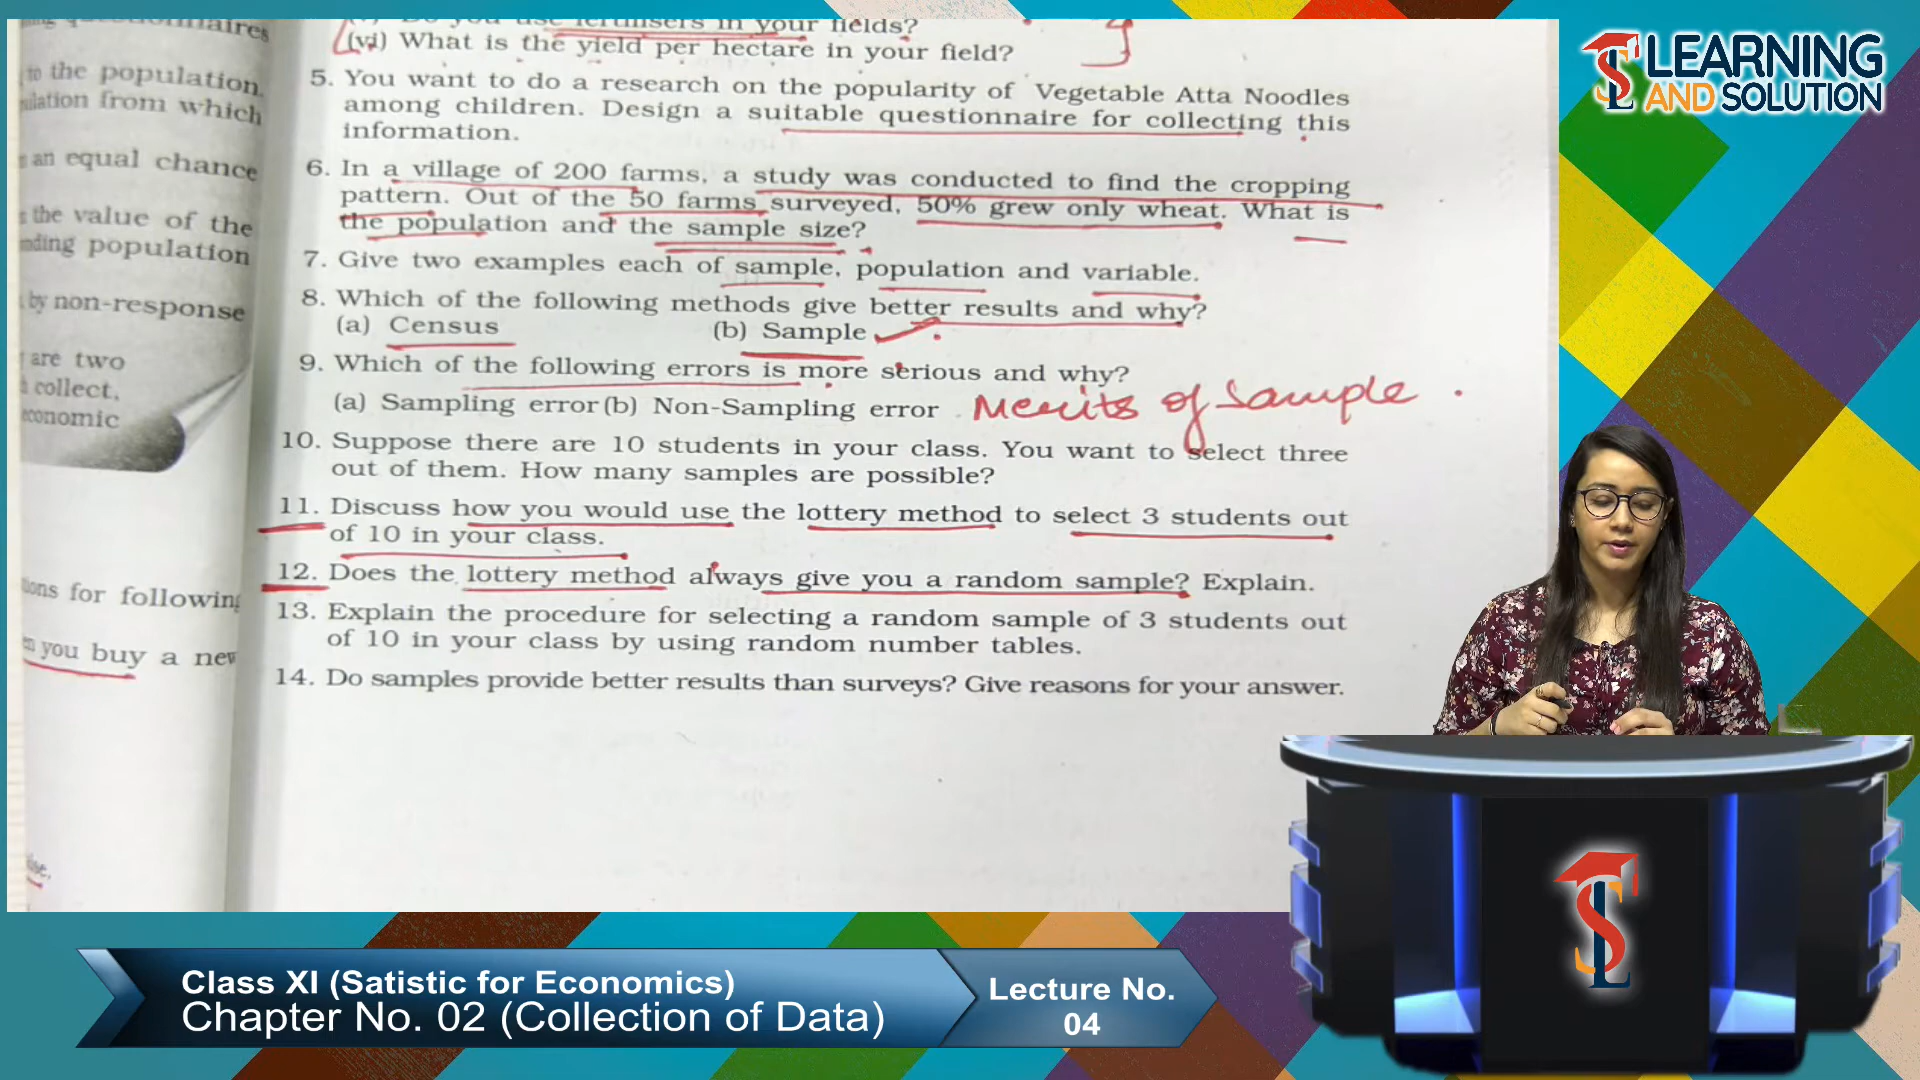 naires
to the population.
ulation from which
an equal chance
the value of the
nding population
by non-response
are two
collect,
economic
ons for following
you buy a new
(v) Do you use fertilisers in your fields?
(vi) What is the yield per hectare in your field?
5. You want to do a research on the popularity of Vegetable Atta Noodles
among children. Design a suitable questionnaire for collecting this
information.
6. In a village of 200 farms, a study was conducted to find the cropping
pattern. Out of the 50 farms surveyed, 50% grew only wheat. What is
the population and the sample size?
7. Give two examples each of sample, population and variable.
8. Which of the following methods give better results and why?
(a) Census (b) Sample
9. Which of the following errors is more serious and why?
(a) Sampling error (b) Non-Sampling error Merits of Sample
10. Suppose there are 10 students in your class. You want to select three
out of them. How many samples are possible?
11. Discuss how you would use the lottery method to select 3 students out
of 10 in your class.
12. Does the lottery method always give you a random sample? Explain.
13. Explain the procedure for selecting a random sample of 3 students out
of 10 in your class by using random number tables.
14. Do samples provide better results than surveys? Give reasons for your answer.
LEARNING
AND SOLUTION
Class XI (Satistic for Economics)
Chapter No. 02 (Collection of Data)
Lecture No.
04